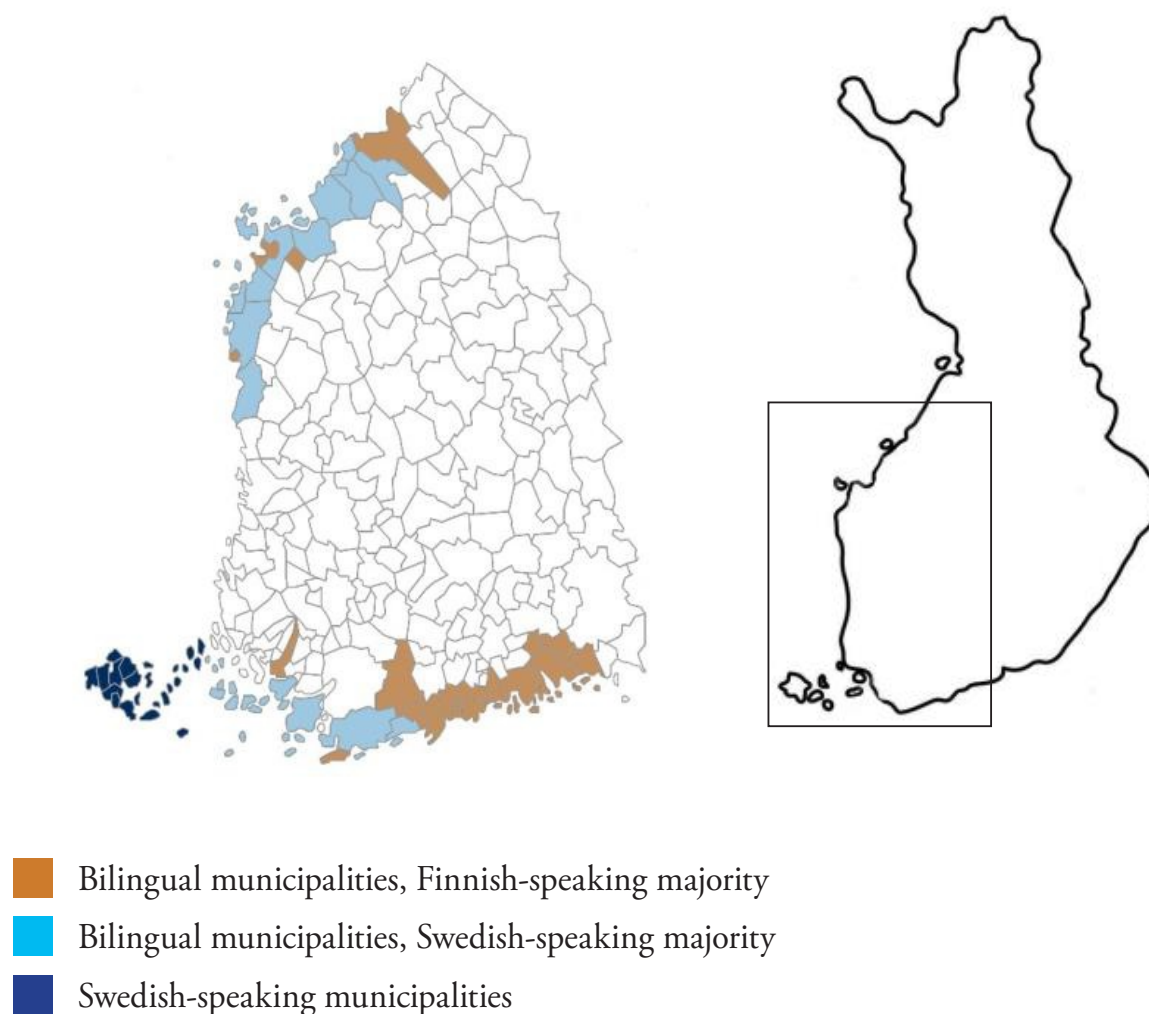 Bilingual municipalities, Finnish-speaking majority
Bilingual municipalities, Swedish-speaking majority
Swedish-speaking municipalities